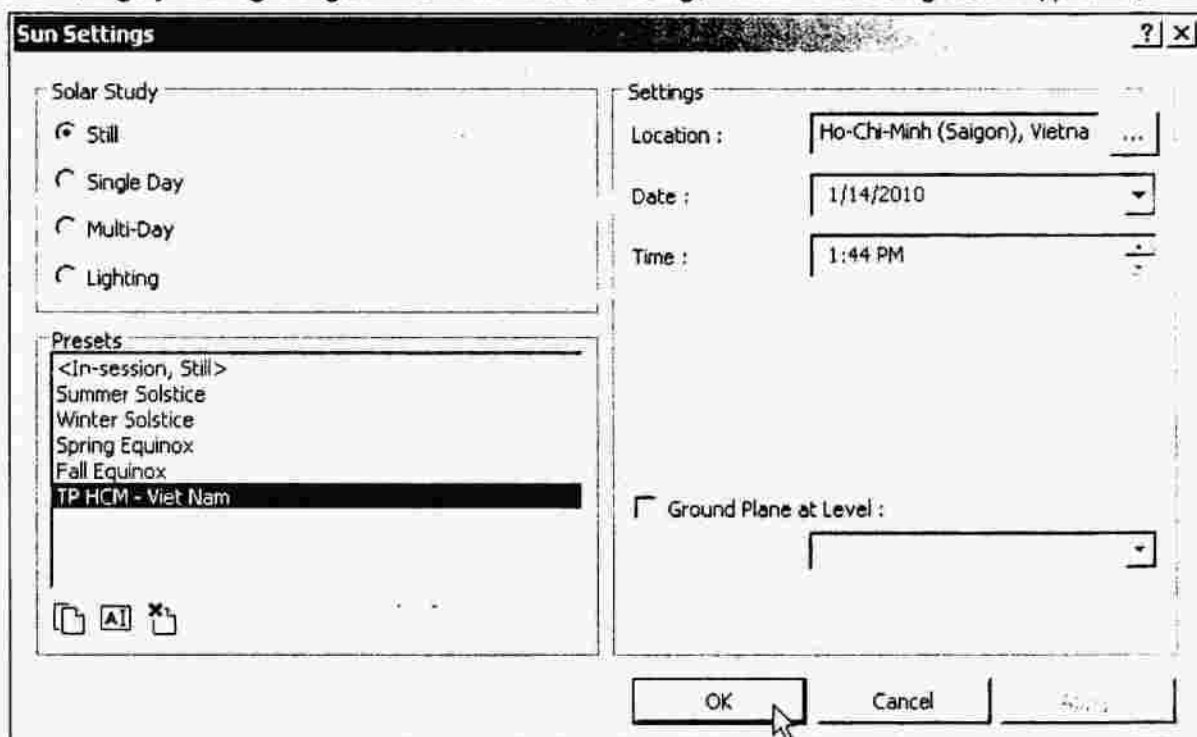 Sun Settings
Solar Study
Still
Single Day
Multi-Day
Lighting
Presets
<In-session, Still>
Summer Solstice
Winter Solstice
Spring Equinox
Fall Equinox
TP HCM - Viet Nam
Settings
Location :
Ho-Chi-Minh (Saigon), Vietna
...
Date :
1/14/2010
Time :
1:44 PM
Ground Plane at Level :
OK
Cancel